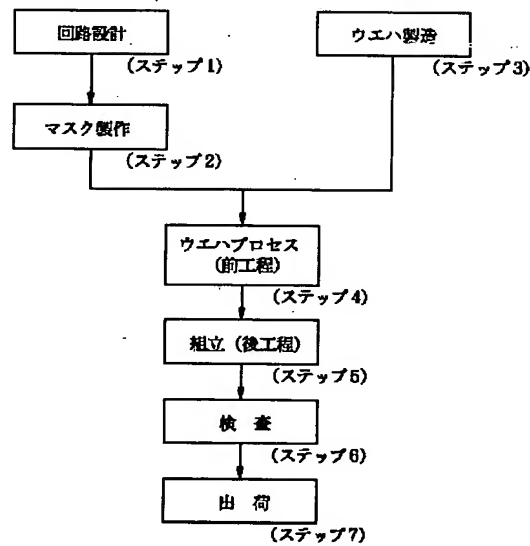 回路設計
(ステップ1)
ウエハ製造
(ステップ3)
マスク製作
(ステップ2)
ウエハプロセス
(前工程)
(ステップ4)
組立(後工程)
(ステップ5)
検 査
(ステップ6)
出 荷
(ステップ7)